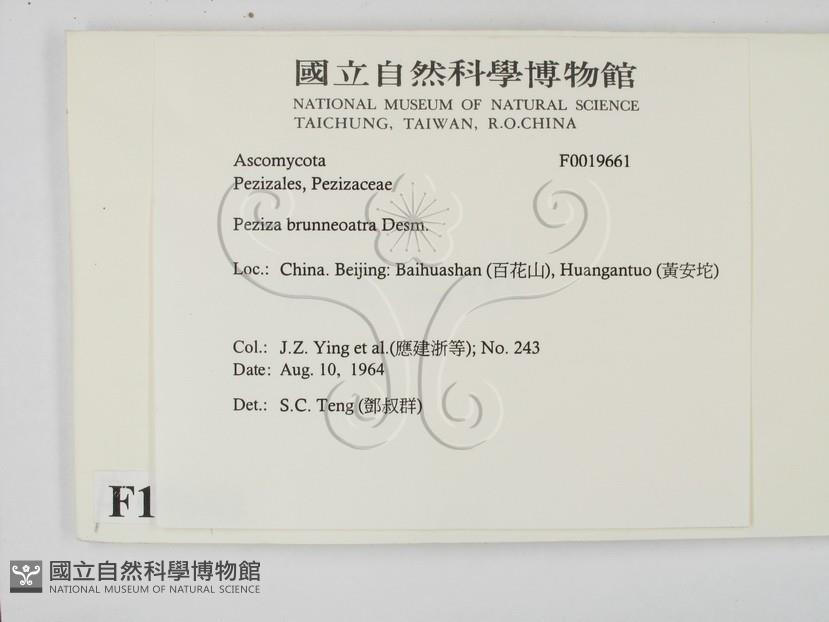 國立自然科學博物館
NATIONAL MUSEUM OF NATURAL SCIENCE
TAICHUNG, TAIWAN, R.O.CHINA
Ascomycota F0019661
Pezizales, Pezizaceae
Peziza brunneoatra Desm.
Loc.: China. Beijing: Baihuashan (百花山), Huangantuo (黃安坨)
Col.: J.Z. Ying et al.(應建浙等); No. 243
Date: Aug. 10, 1964
Det.: S.C. Teng (鄧叔群)
F1
國立自然科學博物館
NATIONAL MUSEUM OF NATURAL SCIENCE